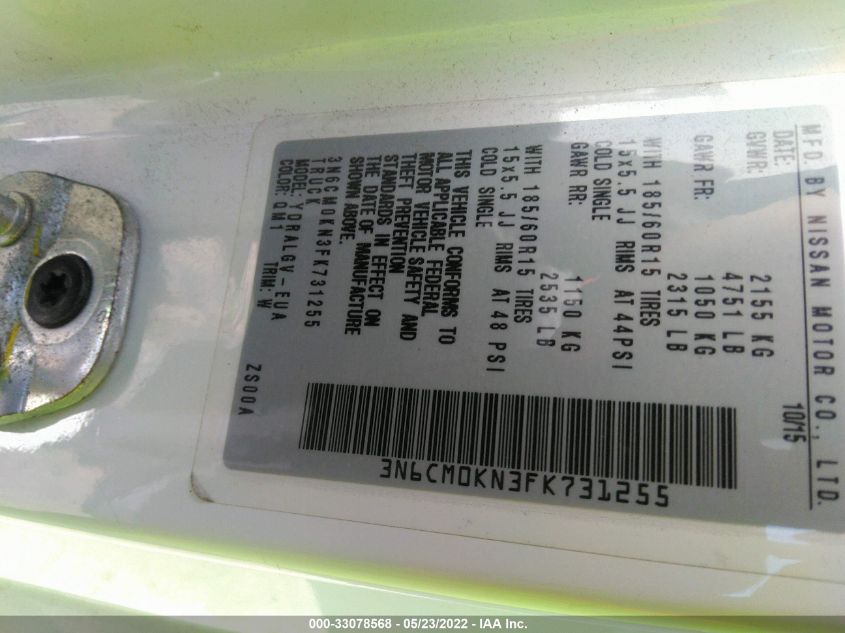 MFD. BY NISSAN MOTOR CO., LTD.
DATE: 10/15
GVWR: 2155 KG
4751 LB
GAWR FR: 1050 KG
2315 LB
WITH 185/60R15 TIRES
15x5.5 JJ RIMS AT 44PSI
COLD SINGLE
GAWR RR: 1150 KG
2535 LB
WITH 185/60R15 TIRES
15x5.5 JJ RIMS AT 48 PSI
COLD SINGLE
THIS VEHICLE CONFORMS TO
ALL APPLICABLE FEDERAL
MOTOR VEHICLE SAFETY AND
THEFT PREVENTION
STANDARDS IN EFFECT ON
THE DATE OF MANUFACTURE
SHOWN ABOVE.
3N6CM0KN3FK731255
TRUCK
MODEL: YDRALGV-EUA
COLOR: QM1 TRIM: W
ZS00A
3N6CM0KN3FK731255
000-33078568 - 05/23/2022 - IAA Inc.